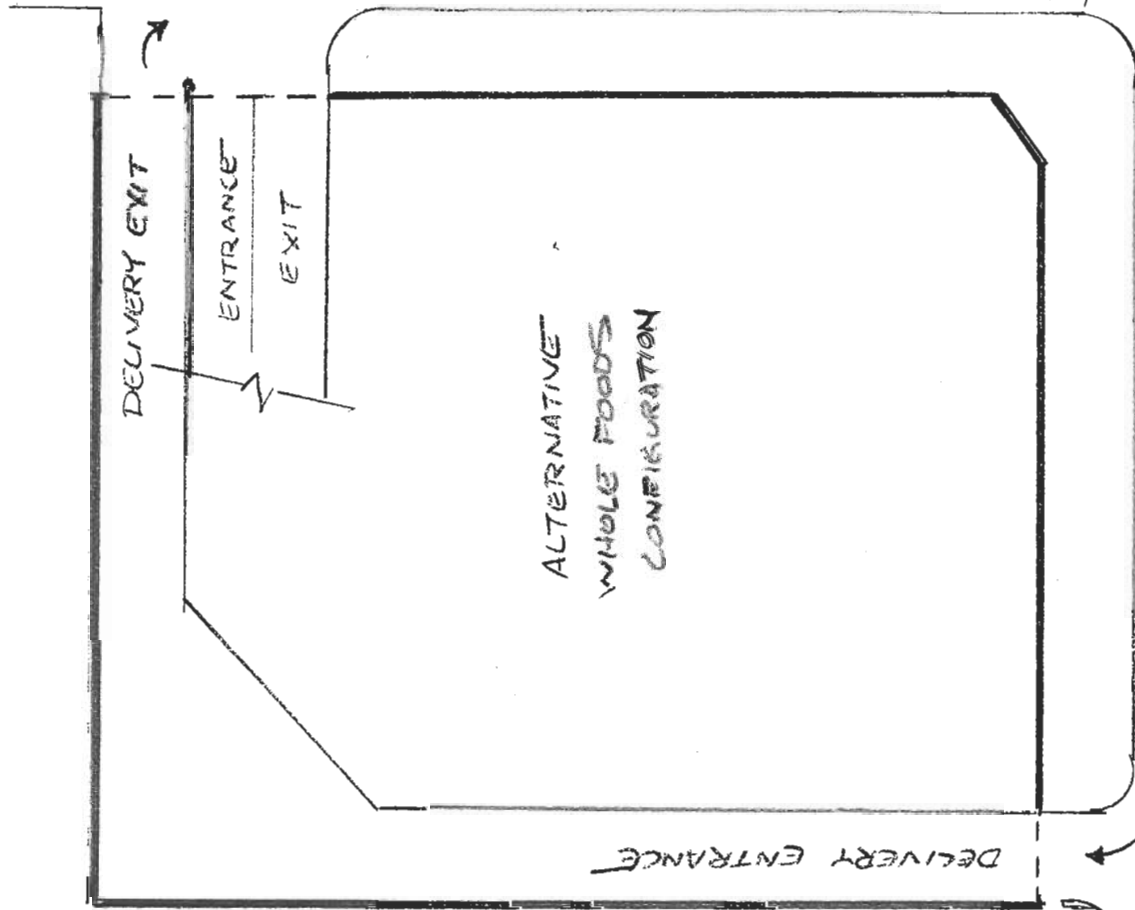 DELIVERY EXIT
ENTRANCE
EXIT
ALTERNATIVE
WHOLE FOODS
CONFIGURATION
DELIVERY ENTRANCE